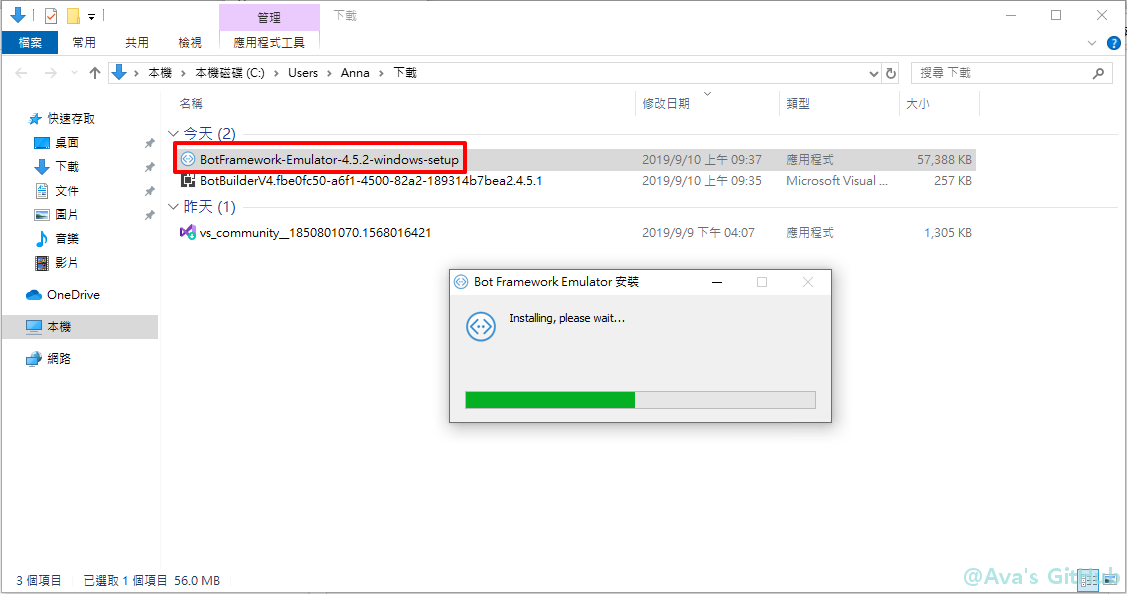 管理
下載
檔案
常用
共用
檢視
應用程式工具
本機 › 本機磁碟 (C:) › Users › Anna › 下載
搜尋 下載
名稱
修改日期
類型
大小
快速存取
桌面
下載
文件
圖片
音樂
影片
OneDrive
本機
網路
今天 (2)
BotFramework-Emulator-4.5.2-windows-setup 2019/9/10 上午 09:37 應用程式 57,388 KB
BotBuilderV4.fbe0fc50-a6f1-4500-82a2-189314b7bea2.4.5.1 2019/9/10 上午 09:35 Microsoft Visual ... 257 KB
昨天 (1)
vs_community__1850801070.1568016421 2019/9/9 下午 04:07 應用程式 1,305 KB
Bot Framework Emulator 安裝
Installing, please wait...
3 個項目
已選取 1 個項目 56.0 MB
@Ava's GitHub